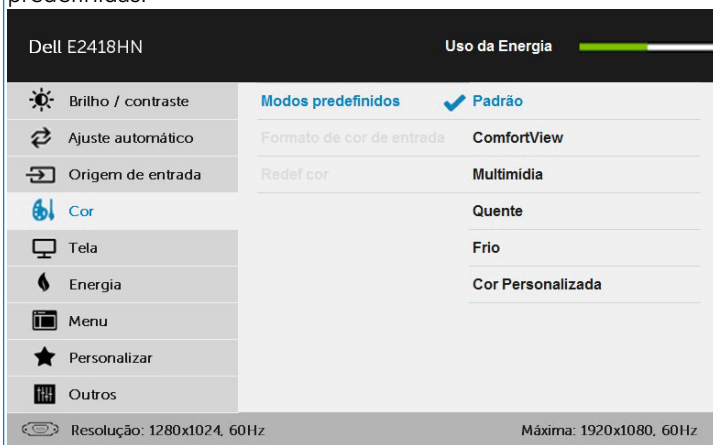 predefinidas.
Dell E2418HN Uso da Energia
Brilho / contraste Modos predefinidos Padrão
Ajuste automático Formato de cor de entrada ComfortView
Origem de entrada Redef cor Multimidia
Cor Quente
Tela Frio
Energia Cor Personalizada
Menu
Personalizar
Outros
Resolução: 1280x1024, 60Hz Máxima: 1920x1080, 60Hz